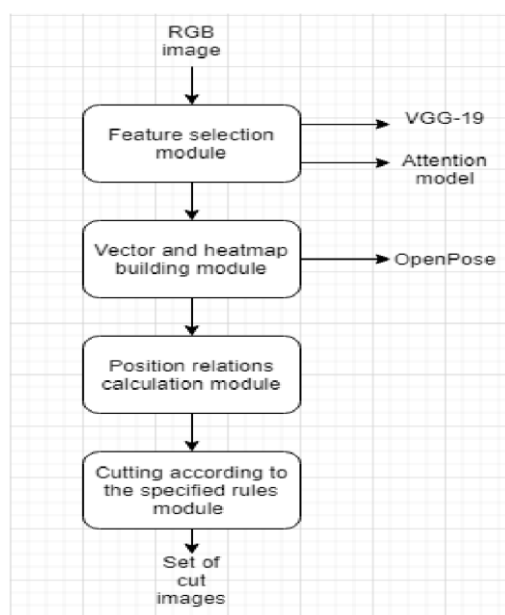 RGB
image
Feature selection
module
VGG-19
Attention
model
Vector and heatmap
building module
OpenPose
Position relations
calculation module
Cutting according to
the specified rules
module
Set of
cut
images